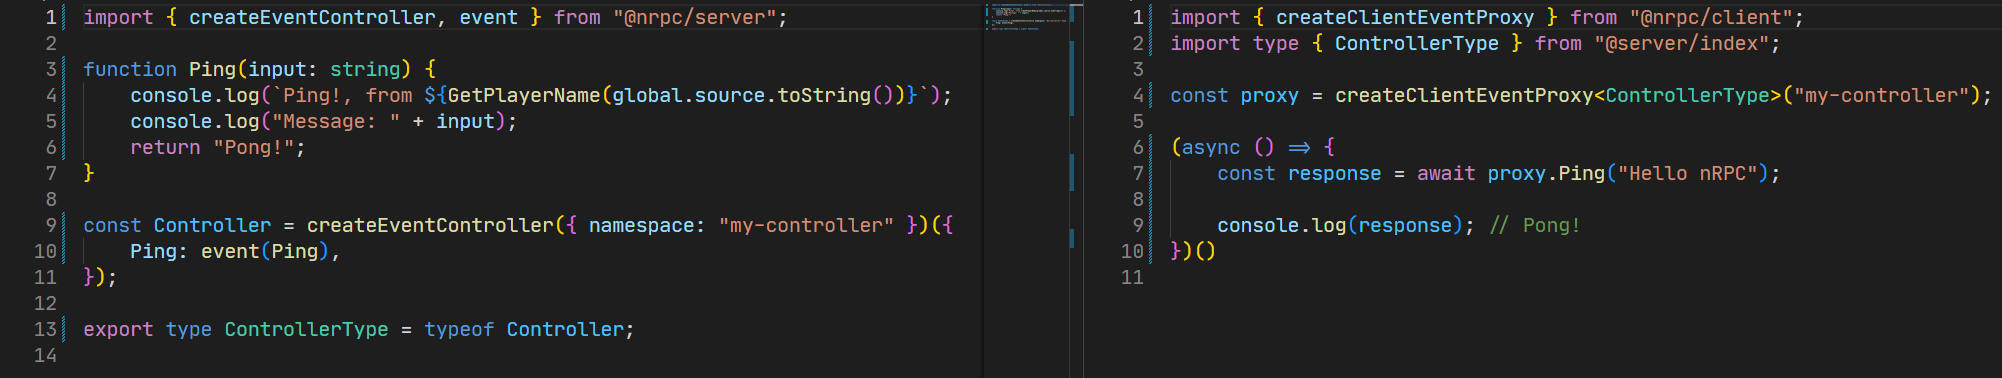 1 import { createEventController, event } from "@nrpc/server";
2
3 function Ping(input: string) {
4     console.log(`Ping!, from ${GetPlayerName(global.source.toString())}`);
5     console.log("Message: " + input);
6     return "Pong!";
7 }
8
9 const Controller = createEventController({ namespace: "my-controller" })({
10     Ping: event(Ping),
11 });
12
13 export type ControllerType = typeof Controller;
14
1 import { createClientEventProxy } from "@nrpc/client";
2 import type { ControllerType } from "@server/index";
3
4 const proxy = createClientEventProxy<ControllerType>("my-controller");
5
6 (async () => {
7     const response = await proxy.Ping("Hello nRPC");
8
9     console.log(response); // Pong!
10 })()
11